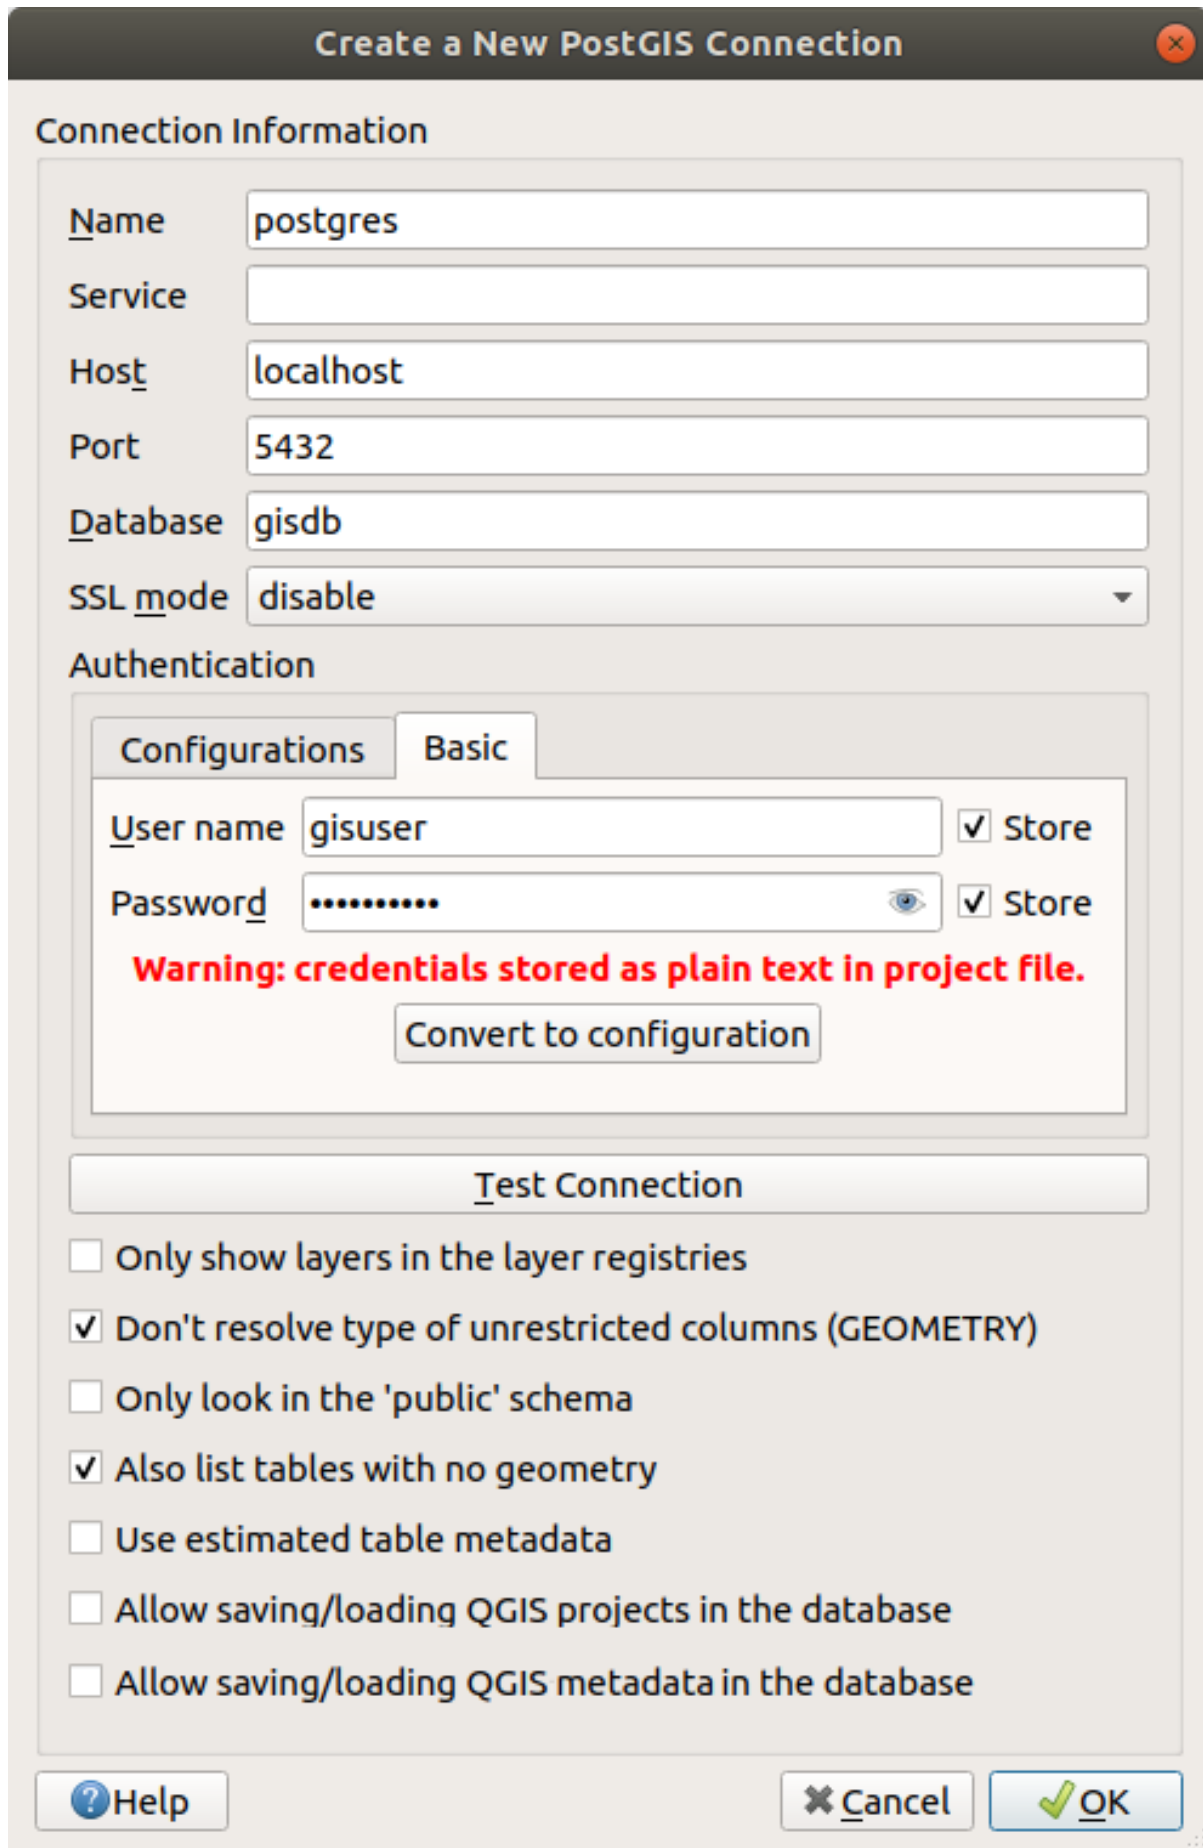 Create a New PostGIS Connection
Connection Information
Name postgres
Service
Host localhost
Port 5432
Database gisdb
SSL mode disable
Authentication
Configurations Basic
User name gisuser Store
Password •••••••••• Store
Warning: credentials stored as plain text in project file.
Convert to configuration
Test Connection
Only show layers in the layer registries
Don't resolve type of unrestricted columns (GEOMETRY)
Only look in the 'public' schema
Also list tables with no geometry
Use estimated table metadata
Allow saving/loading QGIS projects in the database
Allow saving/loading QGIS metadata in the database
Help Cancel OK